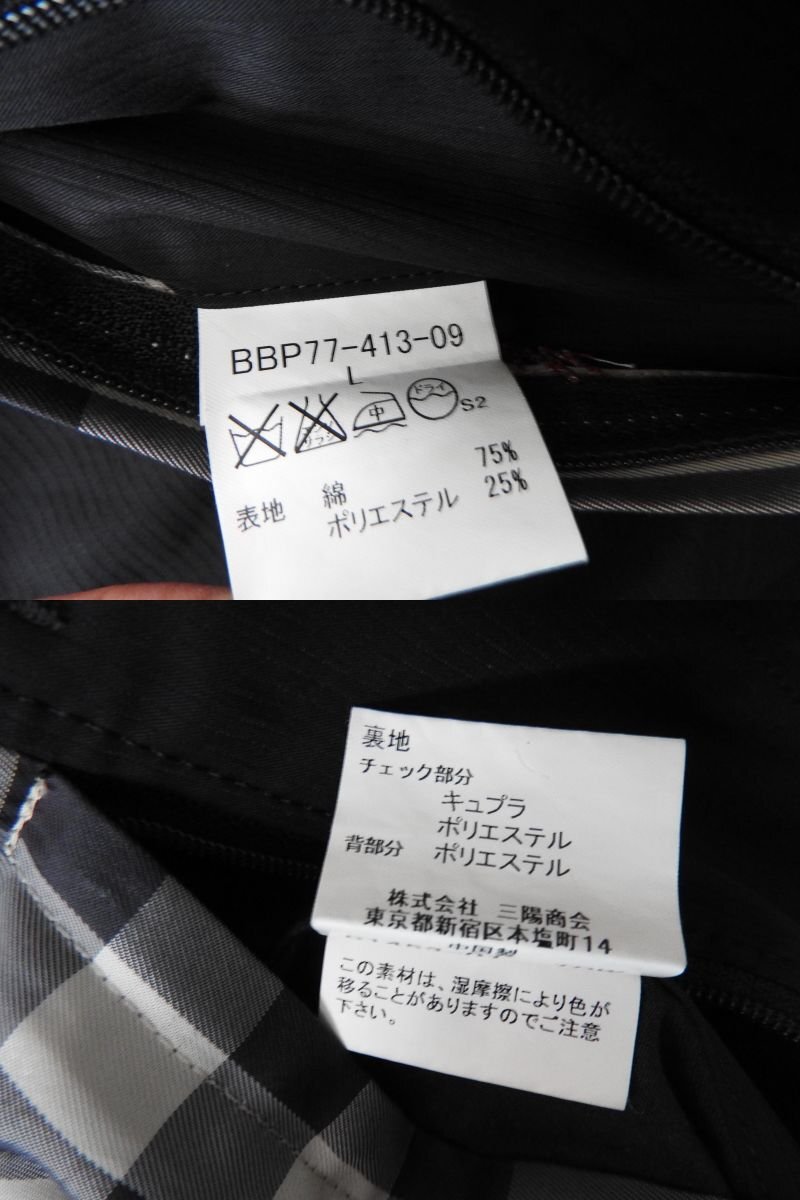 BBP77-413-09
L
中 ドライ S2
表地 綿 75%
ポリエステル 25%
裏地
チェック部分
キュプラ
ポリエステル
背部分 ポリエステル
株式会社 三陽商会
東京都新宿区本塩町14
この素材は、湿摩擦により色が
移ることがありますのでご注意
下さい。